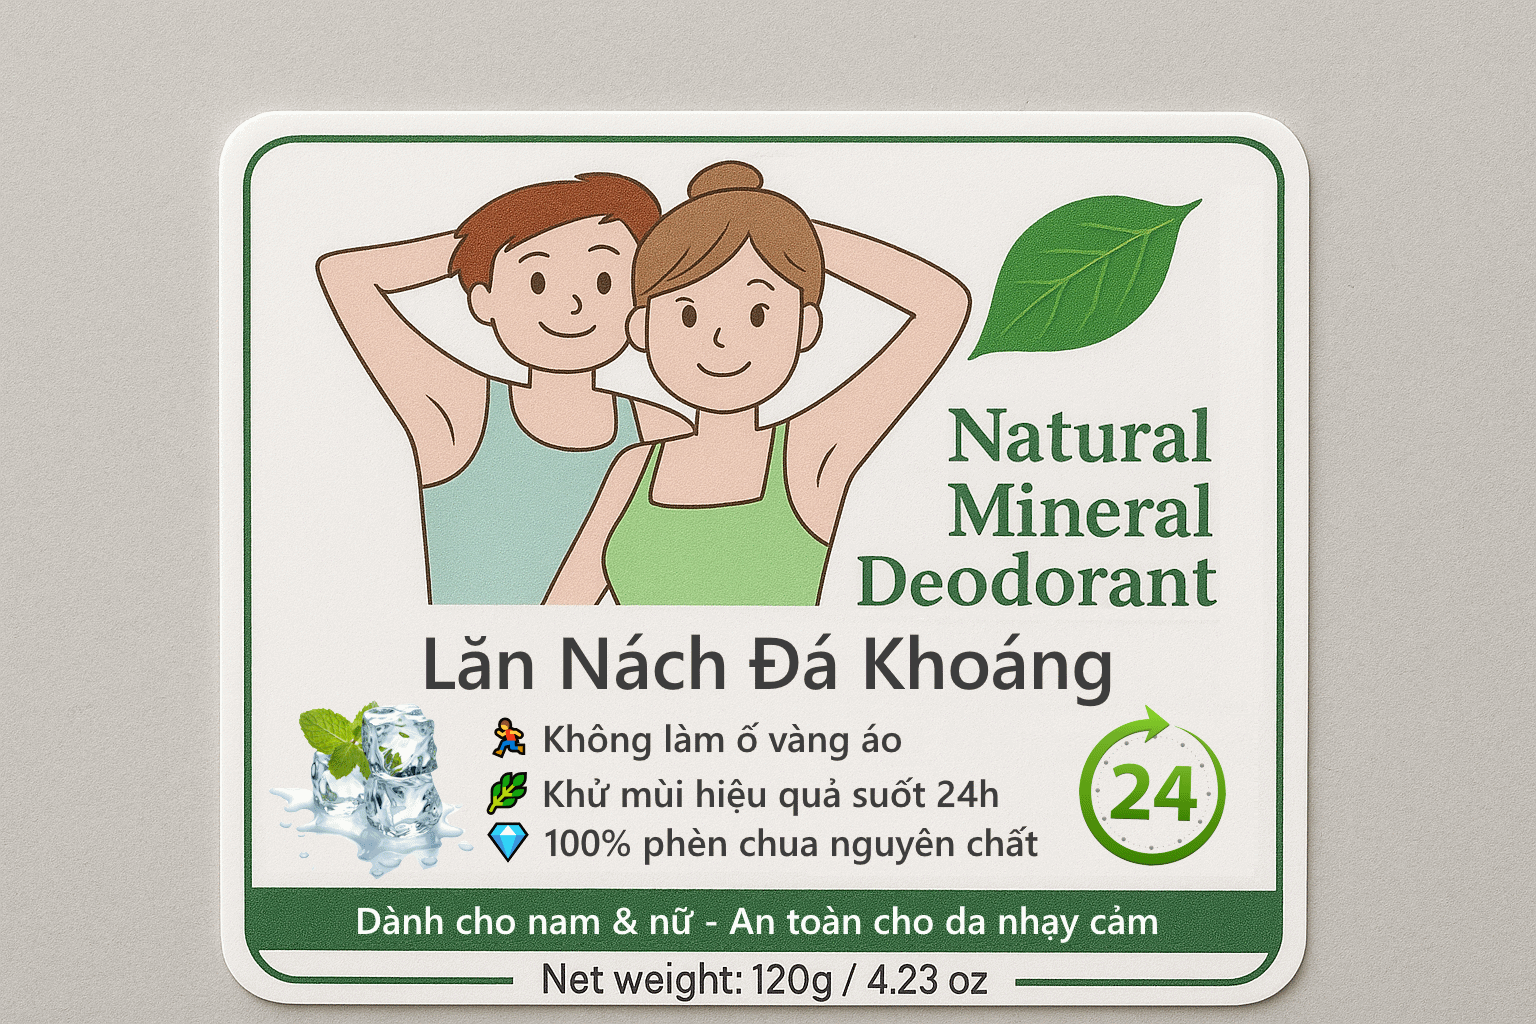 Natural
Mineral
Deodorant
Lăn Nách Đá Khoáng
Không làm ố vàng áo
Khử mùi hiệu quả suốt 24h
100% phèn chua nguyên chất
24
Dành cho nam & nữ - An toàn cho da nhạy cảm
Net weight: 120g / 4.23 oz